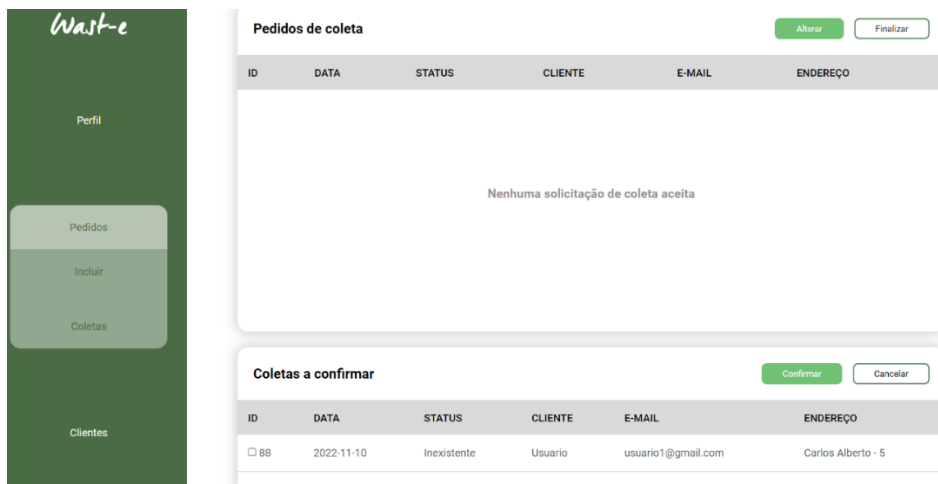 Wast-e
Perfil
Pedidos
Incluir
Coletas
Clientes
Pedidos de coleta
Alterar
Finalizar
ID DATA STATUS CLIENTE E-MAIL ENDEREÇO
Nenhuma solicitação de coleta aceita
Coletas a confirmar
Confirmar
Cancelar
ID DATA STATUS CLIENTE E-MAIL ENDEREÇO
88 2022-11-10 Inexistente Usuario usuario1@gmail.com Carlos Alberto - 5